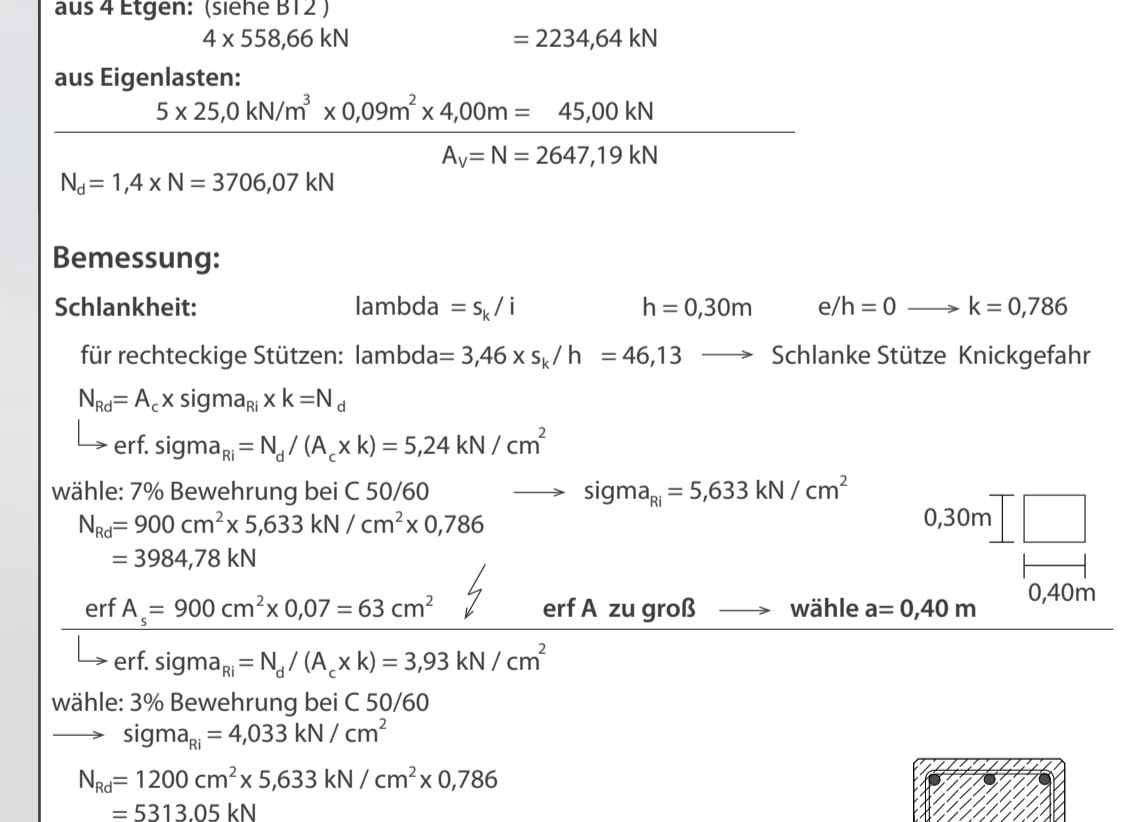 aus 4 Etgen: (siehe BT2 )
4 x 558,66 kN = 2234,64 kN
aus Eigenlasten:
5 x 25,0 kN/m³ x 0,09m² x 4,00m = 45,00 kN
Aᵥ= N = 2647,19 kN
N_d = 1,4 x N = 3706,07 kN
Bemessung:
Schlankheit: lambda = s_k / i h = 0,30m e/h = 0 ⟶ k = 0,786
für rechteckige Stützen: lambda= 3,46 x s_k / h = 46,13 ⟶ Schlanke Stütze Knickgefahr
N_Rd= A_c x sigma_Ri x k =N_d
↳ erf. sigma_Ri = N_d / (A_c x k) = 5,24 kN / cm²
wähle: 7% Bewehrung bei C 50/60 ⟶ sigma_Ri = 5,633 kN / cm²
N_Rd= 900 cm² x 5,633 kN / cm² x 0,786
= 3984,78 kN
0,30m
0,40m
erf A_s = 900 cm² x 0,07 = 63 cm² erf A zu groß ⟶ wähle a= 0,40 m
↳ erf. sigma_Ri = N_d / (A_c x k) = 3,93 kN / cm²
wähle: 3% Bewehrung bei C 50/60
⟶ sigma_Ri = 4,033 kN / cm²
N_Rd= 1200 cm² x 5,633 kN / cm² x 0,786
= 5313,05 kN